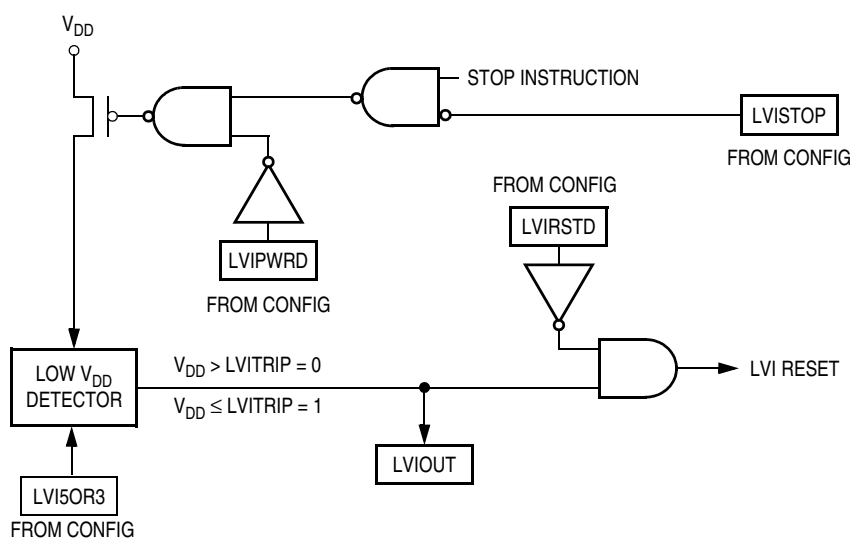 VDD
STOP INSTRUCTION
LVISTOP
FROM CONFIG
FROM CONFIG
LVIRSTD
LVIPWRD
FROM CONFIG
LOW VDD
DETECTOR
VDD > LVITRIP = 0
VDD ≤ LVITRIP = 1
LVI RESET
LVIOUT
LVI5OR3
FROM CONFIG